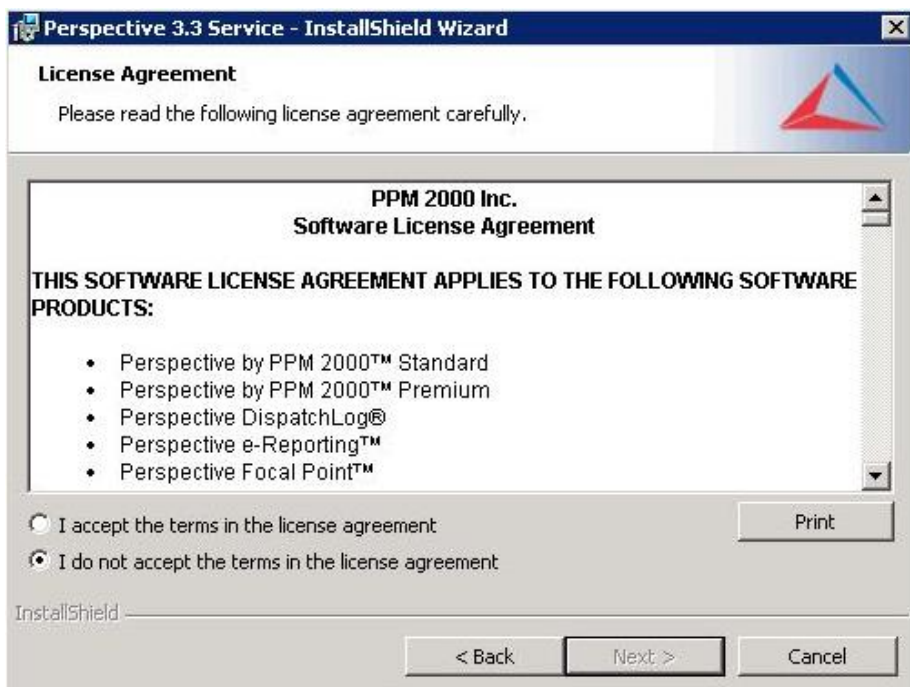 Perspective 3.3 Service - InstallShield Wizard
License Agreement
Please read the following license agreement carefully.
PPM 2000 Inc.
Software License Agreement
THIS SOFTWARE LICENSE AGREEMENT APPLIES TO THE FOLLOWING SOFTWARE
PRODUCTS:
• Perspective by PPM 2000™ Standard
• Perspective by PPM 2000™ Premium
• Perspective DispatchLog®
• Perspective e-Reporting™
• Perspective Focal Point™
I accept the terms in the license agreement
Print
I do not accept the terms in the license agreement
InstallShield
< Back
Next >
Cancel